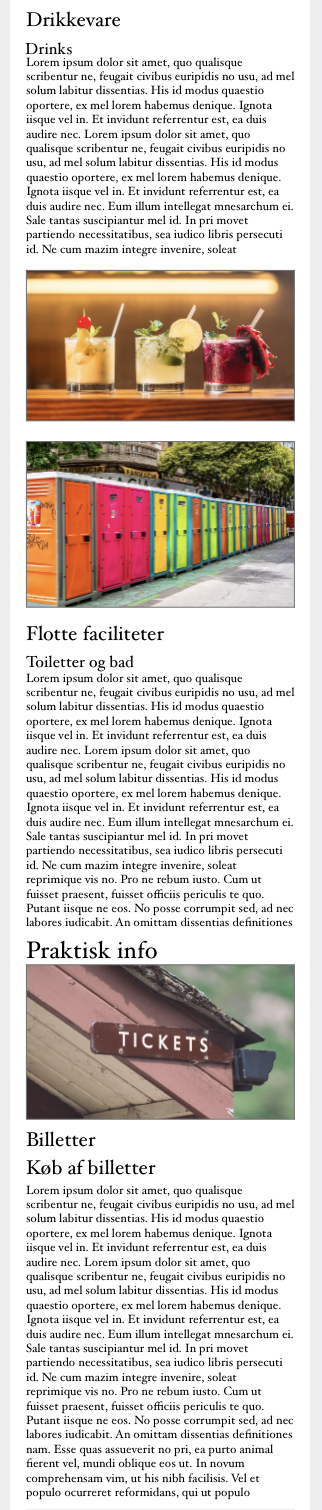 Drikkevare
Drinks
Lorem ipsum dolor sit amet, quo qualisque
scribentur ne, feugait civibus euripidis no usu, ad mel
solum labitur dissentias. His id modus quaestio
oportere, ex mel lorem habemus denique. Ignota
iisque vel in. Et invidunt referrentur est, ea duis
audire nec. Lorem ipsum dolor sit amet, quo
qualisque scribentur ne, feugait civibus euripidis no
usu, ad mel solum labitur dissentias. His id modus
quaestio oportere, ex mel lorem habemus denique.
Ignota iisque vel in. Et invidunt referrentur est, ea
duis audire nec. Eum illum intellegat mnesarchum ei.
Sale tantas suscipiantur mel id. In pri movet
partiendo necessitatibus, sea iudico libris persecuti
id. Ne cum mazim integre invenire, soleat
Flotte faciliteter
Toiletter og bad
Lorem ipsum dolor sit amet, quo qualisque
scribentur ne, feugait civibus euripidis no usu, ad mel
solum labitur dissentias. His id modus quaestio
oportere, ex mel lorem habemus denique. Ignota
iisque vel in. Et invidunt referrentur est, ea duis
audire nec. Lorem ipsum dolor sit amet, quo
qualisque scribentur ne, feugait civibus euripidis no
usu, ad mel solum labitur dissentias. His id modus
quaestio oportere, ex mel lorem habemus denique.
Ignota iisque vel in. Et invidunt referrentur est, ea
duis audire nec. Eum illum intellegat mnesarchum ei.
Sale tantas suscipiantur mel id. In pri movet
partiendo necessitatibus, sea iudico libris persecuti
id. Ne cum mazim integre invenire, soleat
reprimique vis no. Pro ne rebum iusto. Cum ut
fuisset praesent, fuisset officiis periculis te quo.
Putant iisque ne eos. No posse corrumpit sed, ad nec
labores iudicabit. An omittam dissentias definitiones
Praktisk info
TICKETS
Billetter
Køb af billetter
Lorem ipsum dolor sit amet, quo qualisque
scribentur ne, feugait civibus euripidis no usu, ad mel
solum labitur dissentias. His id modus quaestio
oportere, ex mel lorem habemus denique. Ignota
iisque vel in. Et invidunt referrentur est, ea duis
audire nec. Lorem ipsum dolor sit amet, quo
qualisque scribentur ne, feugait civibus euripidis no
usu, ad mel solum labitur dissentias. His id modus
quaestio oportere, ex mel lorem habemus denique.
Ignota iisque vel in. Et invidunt referrentur est, ea
duis audire nec. Eum illum intellegat mnesarchum ei.
Sale tantas suscipiantur mel id. In pri movet
partiendo necessitatibus, sea iudico libris persecuti
id. Ne cum mazim integre invenire, soleat
reprimique vis no. Pro ne rebum iusto. Cum ut
fuisset praesent, fuisset officiis periculis te quo.
Putant iisque ne eos. No posse corrumpit sed, ad nec
labores iudicabit. An omittam dissentias definitiones
nam. Esse quas assueverit no pri, ea purto animal
fierent vel, mundi oblique eos ut. In novum
comprehensam vim, ut his nibh facilisis. Vel et
populo ocurreret reformidans, qui ut populo